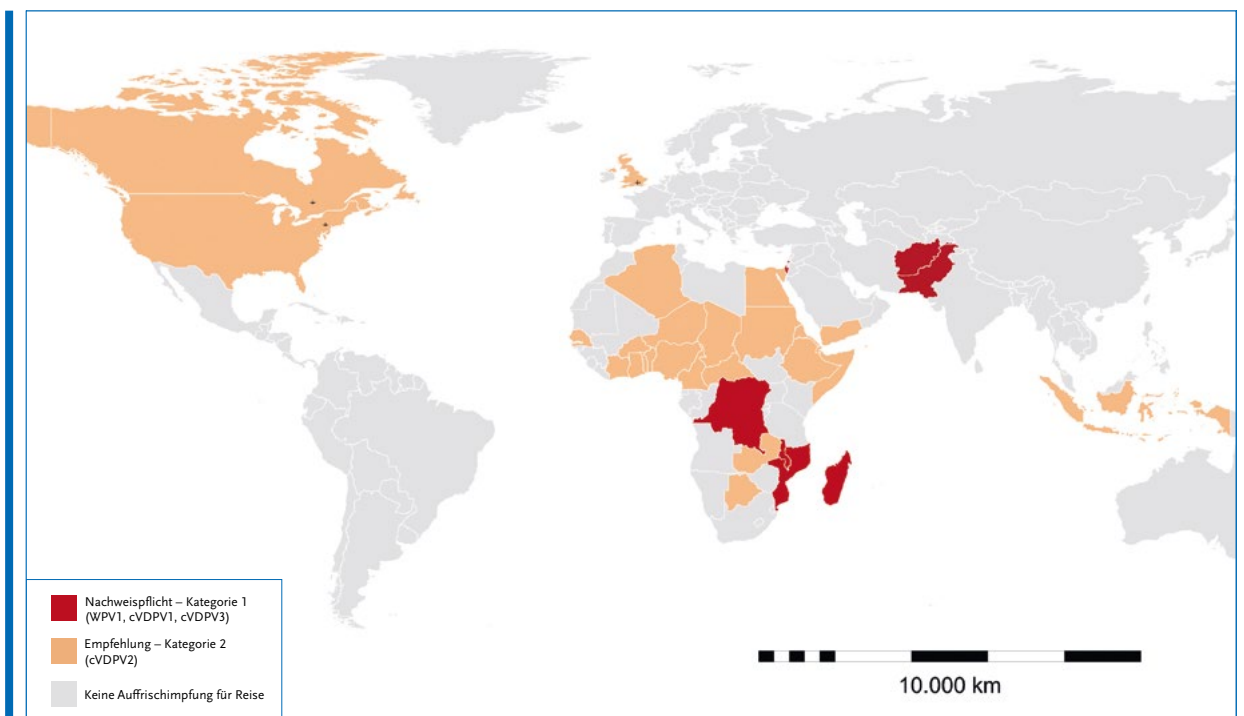 Nachweispflicht – Kategorie 1
(WPV1, cVDPV1, cVDPV3)
Empfehlung – Kategorie 2
(cVDPV2)
Keine Auffrischimpfung für Reise
10.000 km